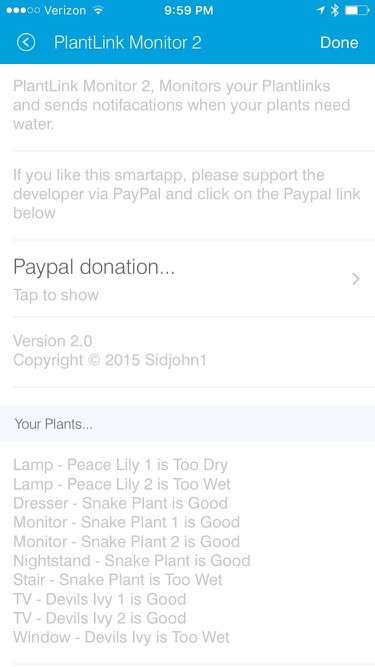 Verizon 9:59 PM
PlantLink Monitor 2 Done
PlantLink Monitor 2, Monitors your Plantlinks
and sends notifacations when your plants need
water.
If you like this smartapp, please support the
developer via PayPal and click on the Paypal link
below
Paypal donation...
Tap to show
Version 2.0
Copyright © 2015 Sidjohn1
Your Plants...
Lamp - Peace Lily 1 is Too Dry
Lamp - Peace Lily 2 is Too Wet
Dresser - Snake Plant is Good
Monitor - Snake Plant 1 is Good
Monitor - Snake Plant 2 is Good
Nightstand - Snake Plant is Good
Stair - Snake Plant is Too Wet
TV - Devils Ivy 1 is Good
TV - Devils Ivy 2 is Good
Window - Devils Ivy is Too Wet